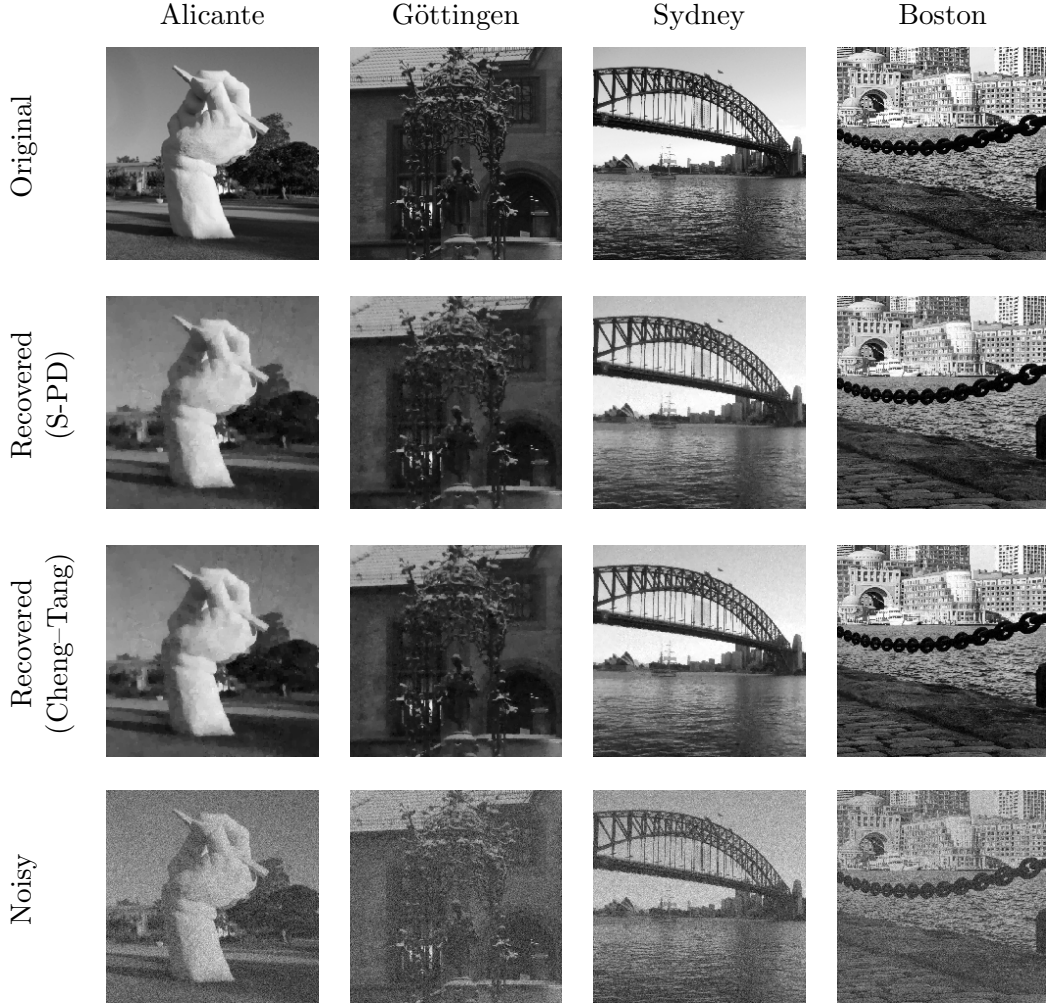 Alicante Göttingen Sydney Boston
Original
Recovered
(S-PD)
Recovered
(Cheng–Tang)
Noisy